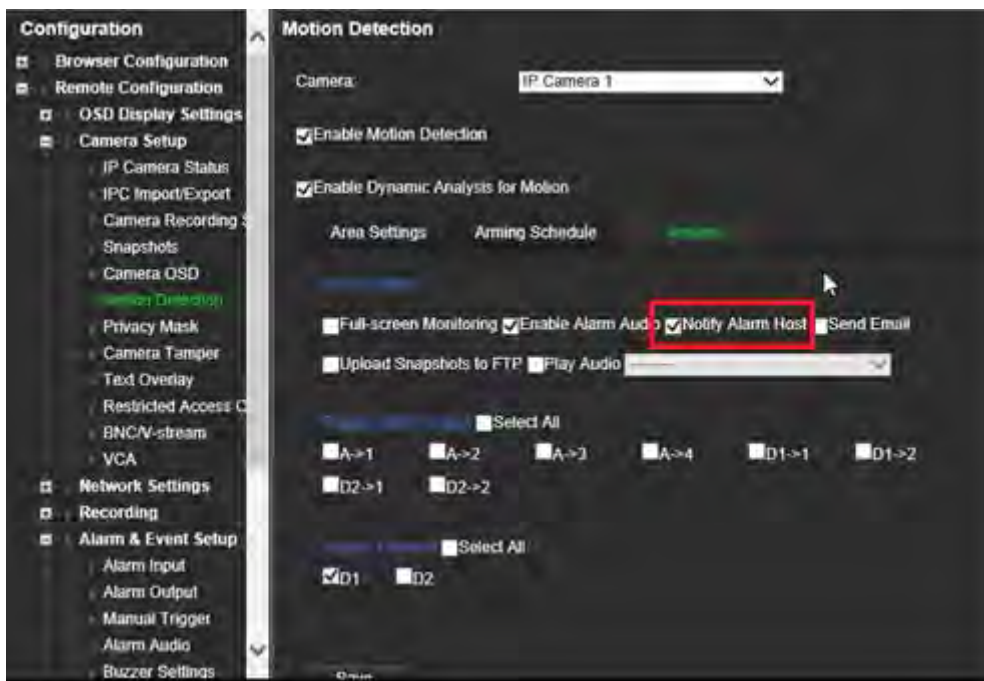 Configuration
Browser Configuration
Remote Configuration
OSD Display Settings
Camera Setup
IP Camera Status
IPC Import/Export
Camera Recording S
Snapshots
Camera OSD
Motion Detection
Privacy Mask
Camera Tamper
Text Overlay
Restricted Access C
BNC/V-stream
VCA
Network Settings
Recording
Alarm & Event Setup
Alarm Input
Alarm Output
Manual Trigger
Alarm Audio
Buzzer Settings
Motion Detection
Camera: IP Camera 1
Enable Motion Detection
Enable Dynamic Analysis for Motion
Area Settings Arming Schedule
Full-screen Monitoring Enable Alarm Audio Notify Alarm Host Send Email
Upload Snapshots to FTP Play Audio
Select All
A->1 A->2 A->3 A->4 D1->1 D1->2
D2->1 D2->2
Select All
D1 D2
Save